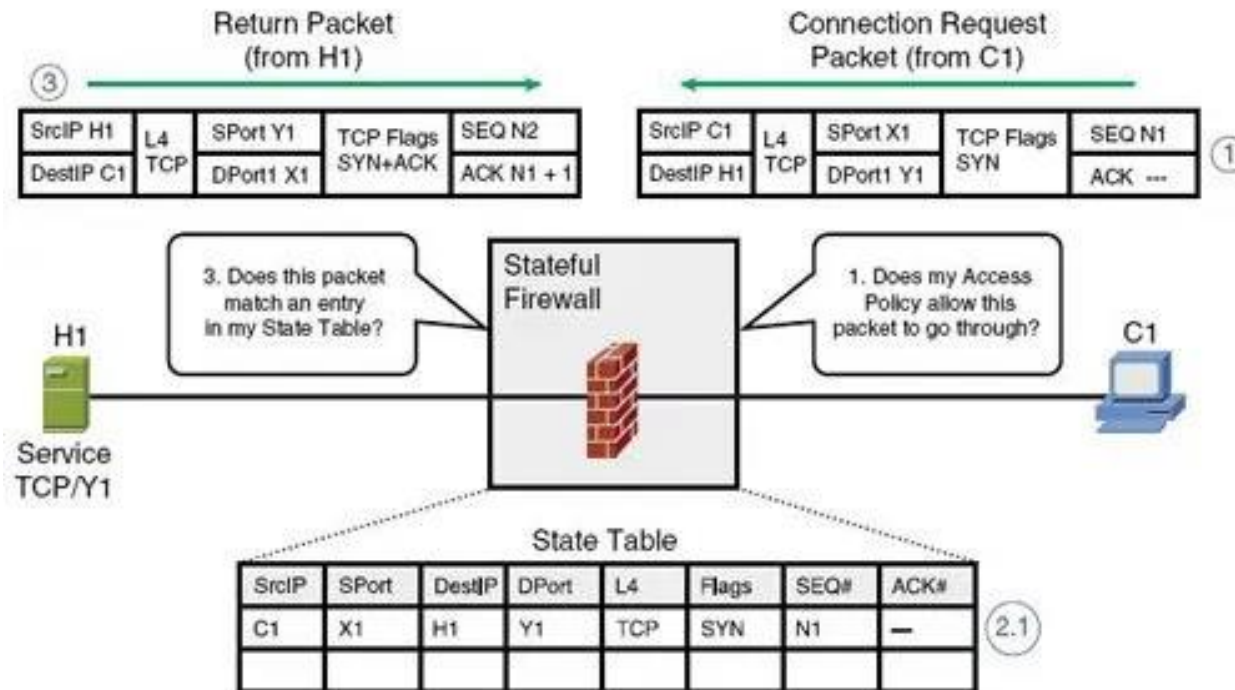 Return Packet
(from H1)
Connection Request
Packet (from C1)
3
SrcIP H1
L4
TCP
SPort Y1
TCP Flags
SYN+ACK
SEQ N2
DestIP C1
DPort1 X1
ACK N1 + 1
SrcIP C1
L4
TCP
SPort X1
TCP Flags
SYN
SEQ N1
DestIP H1
DPort1 Y1
ACK ---
1
3. Does this packet
match an entry
in my State Table?
Stateful
Firewall
1. Does my Access
Policy allow this
packet to go through?
H1
C1
Service
TCP/Y1
State Table
SrcIP SPort DestIP DPort L4 Flags SEQ# ACK#
C1 X1 H1 Y1 TCP SYN N1 —
2.1